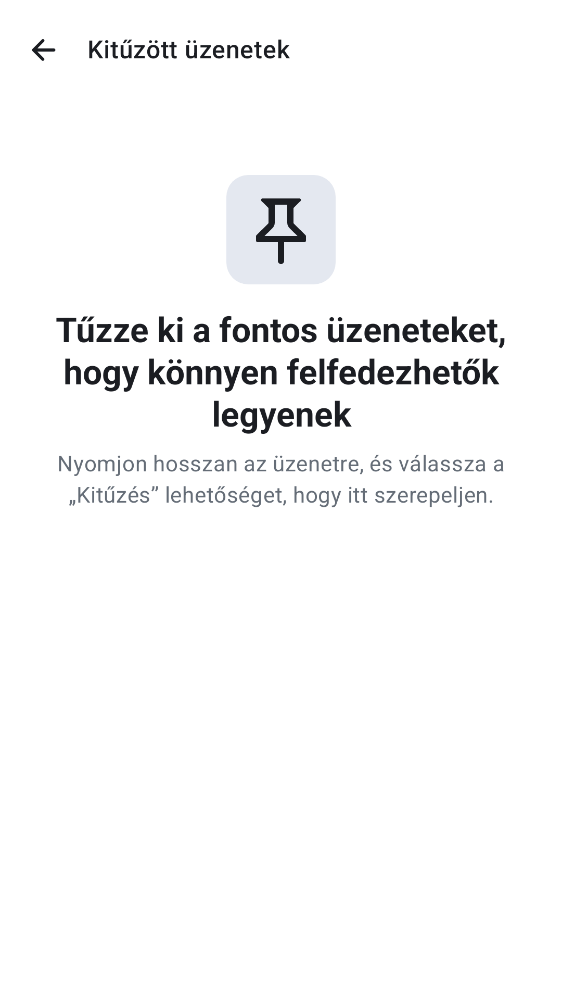 Kitűzött üzenetek
Tűzze ki a fontos üzeneteket,
hogy könnyen felfedezhetők
legyenek
Nyomjon hosszan az üzenetre, és válassza a
„Kitűzés” lehetőséget, hogy itt szerepeljen.